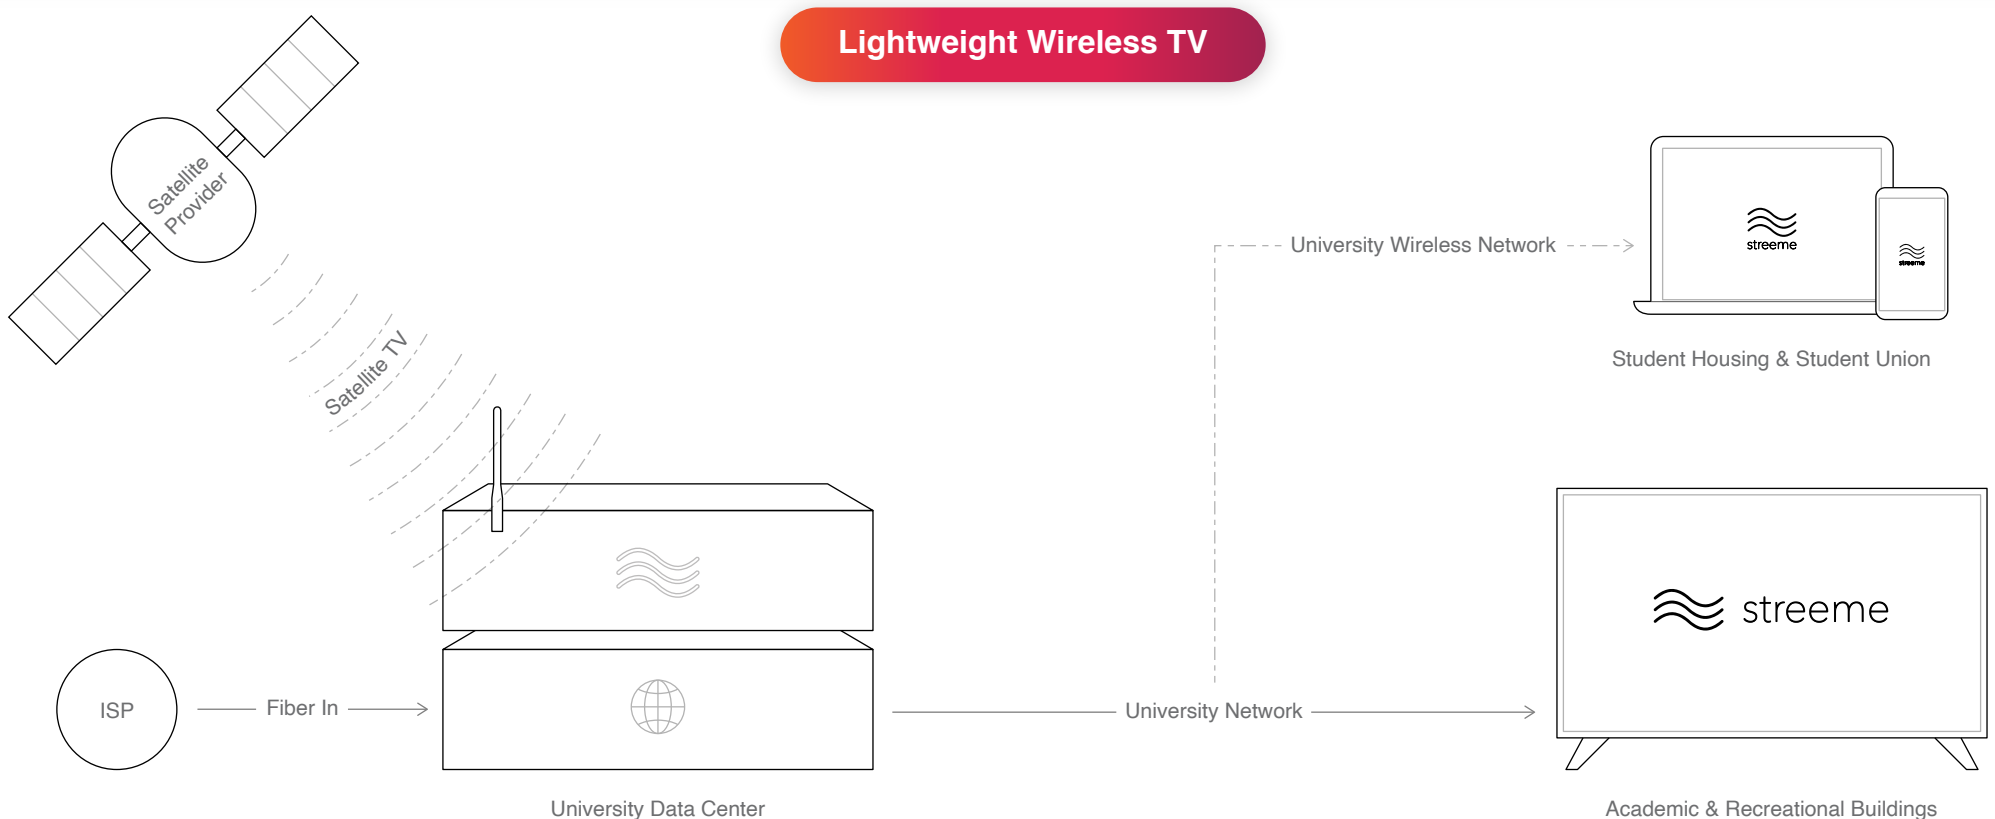 Lightweight Wireless TV
Satellite
Provider
Satellite TV
University Wireless Network
streeme
streeme
Student Housing & Student Union
streeme
ISP
Fiber In
University Network
University Data Center
Academic & Recreational Buildings